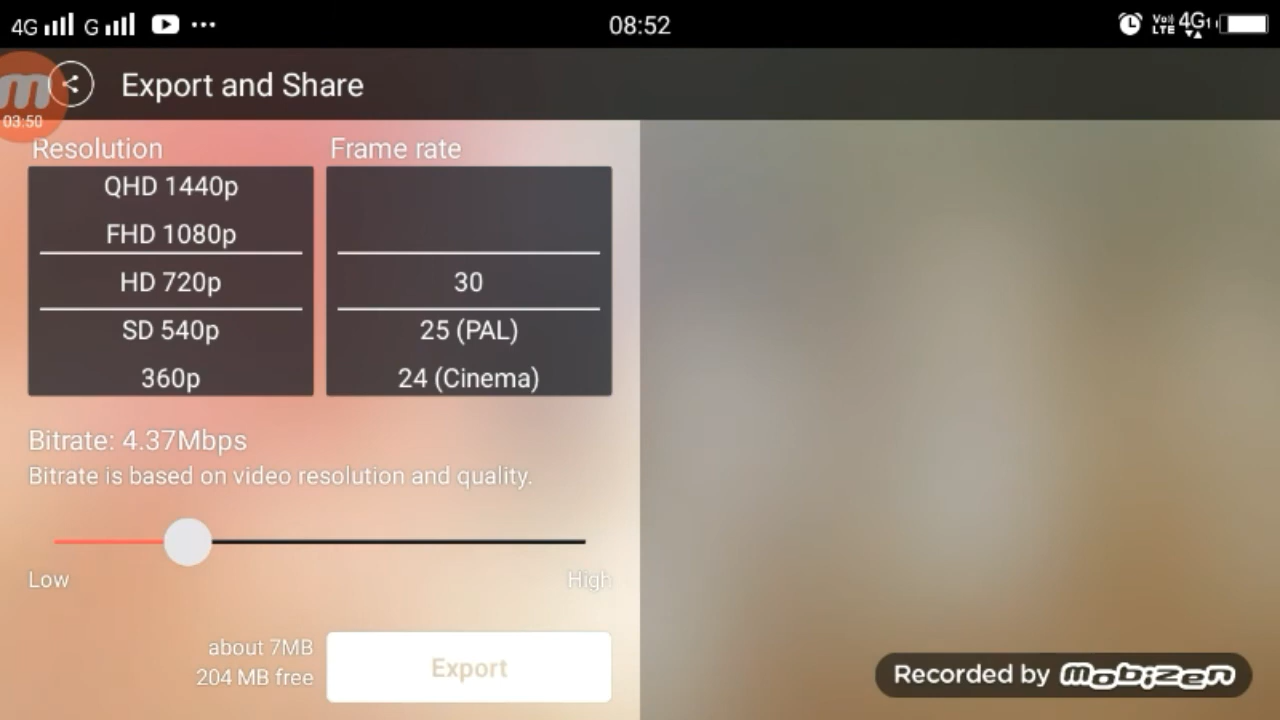 4G G 08:52 Vo) LTE 4G
m
03:50
Export and Share
Resolution
Frame rate
QHD 1440p
FHD 1080p
HD 720p
SD 540p
360p
30
25 (PAL)
24 (Cinema)
Bitrate: 4.37Mbps
Bitrate is based on video resolution and quality.
Low
High
about 7MB
204 MB free
Export
Recorded by mobizen